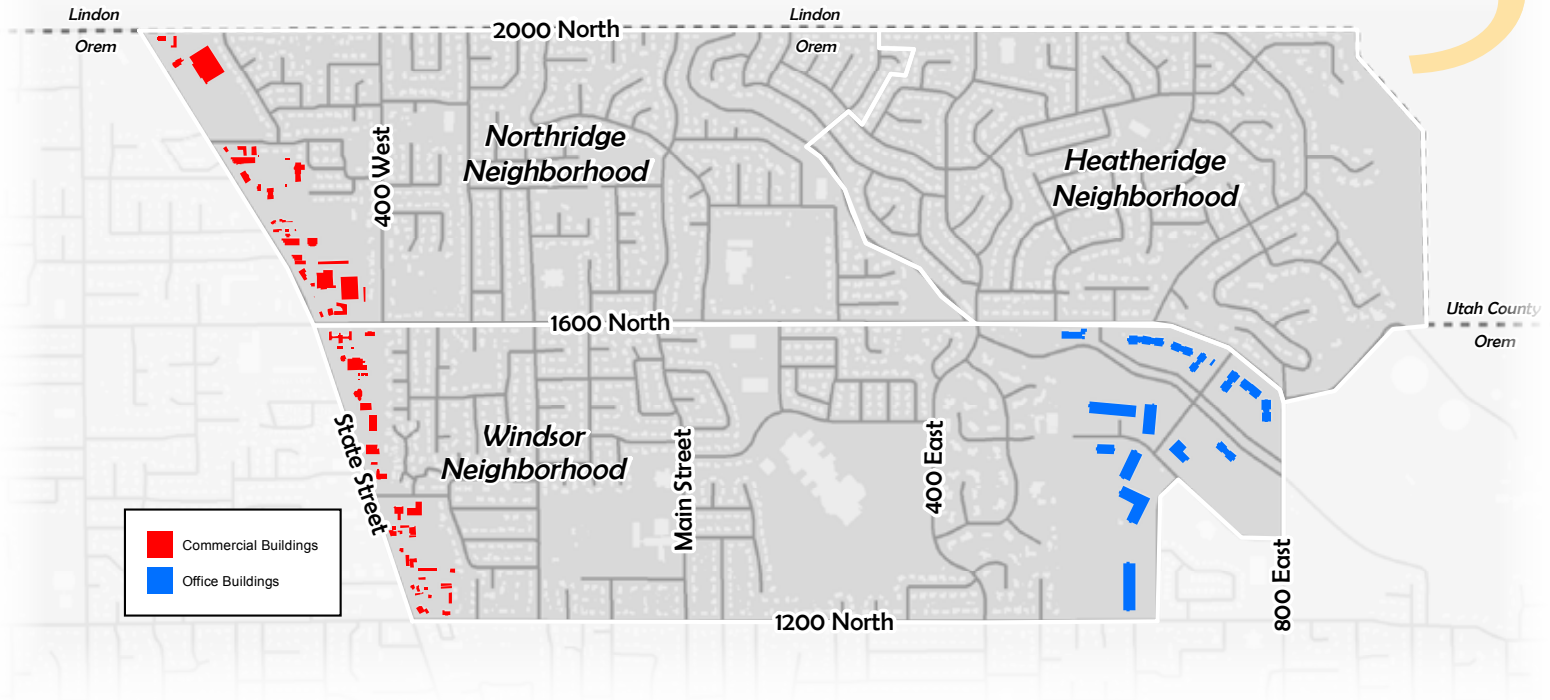 Lindon
Orem
2000 North
Lindon
Orem
400 West
Northridge
Neighborhood
Heatheridge
Neighborhood
1600 North
Utah County
Orem
State Street
Windsor
Neighborhood
Main Street
400 East
800 East
Commercial Buildings
Office Buildings
1200 North